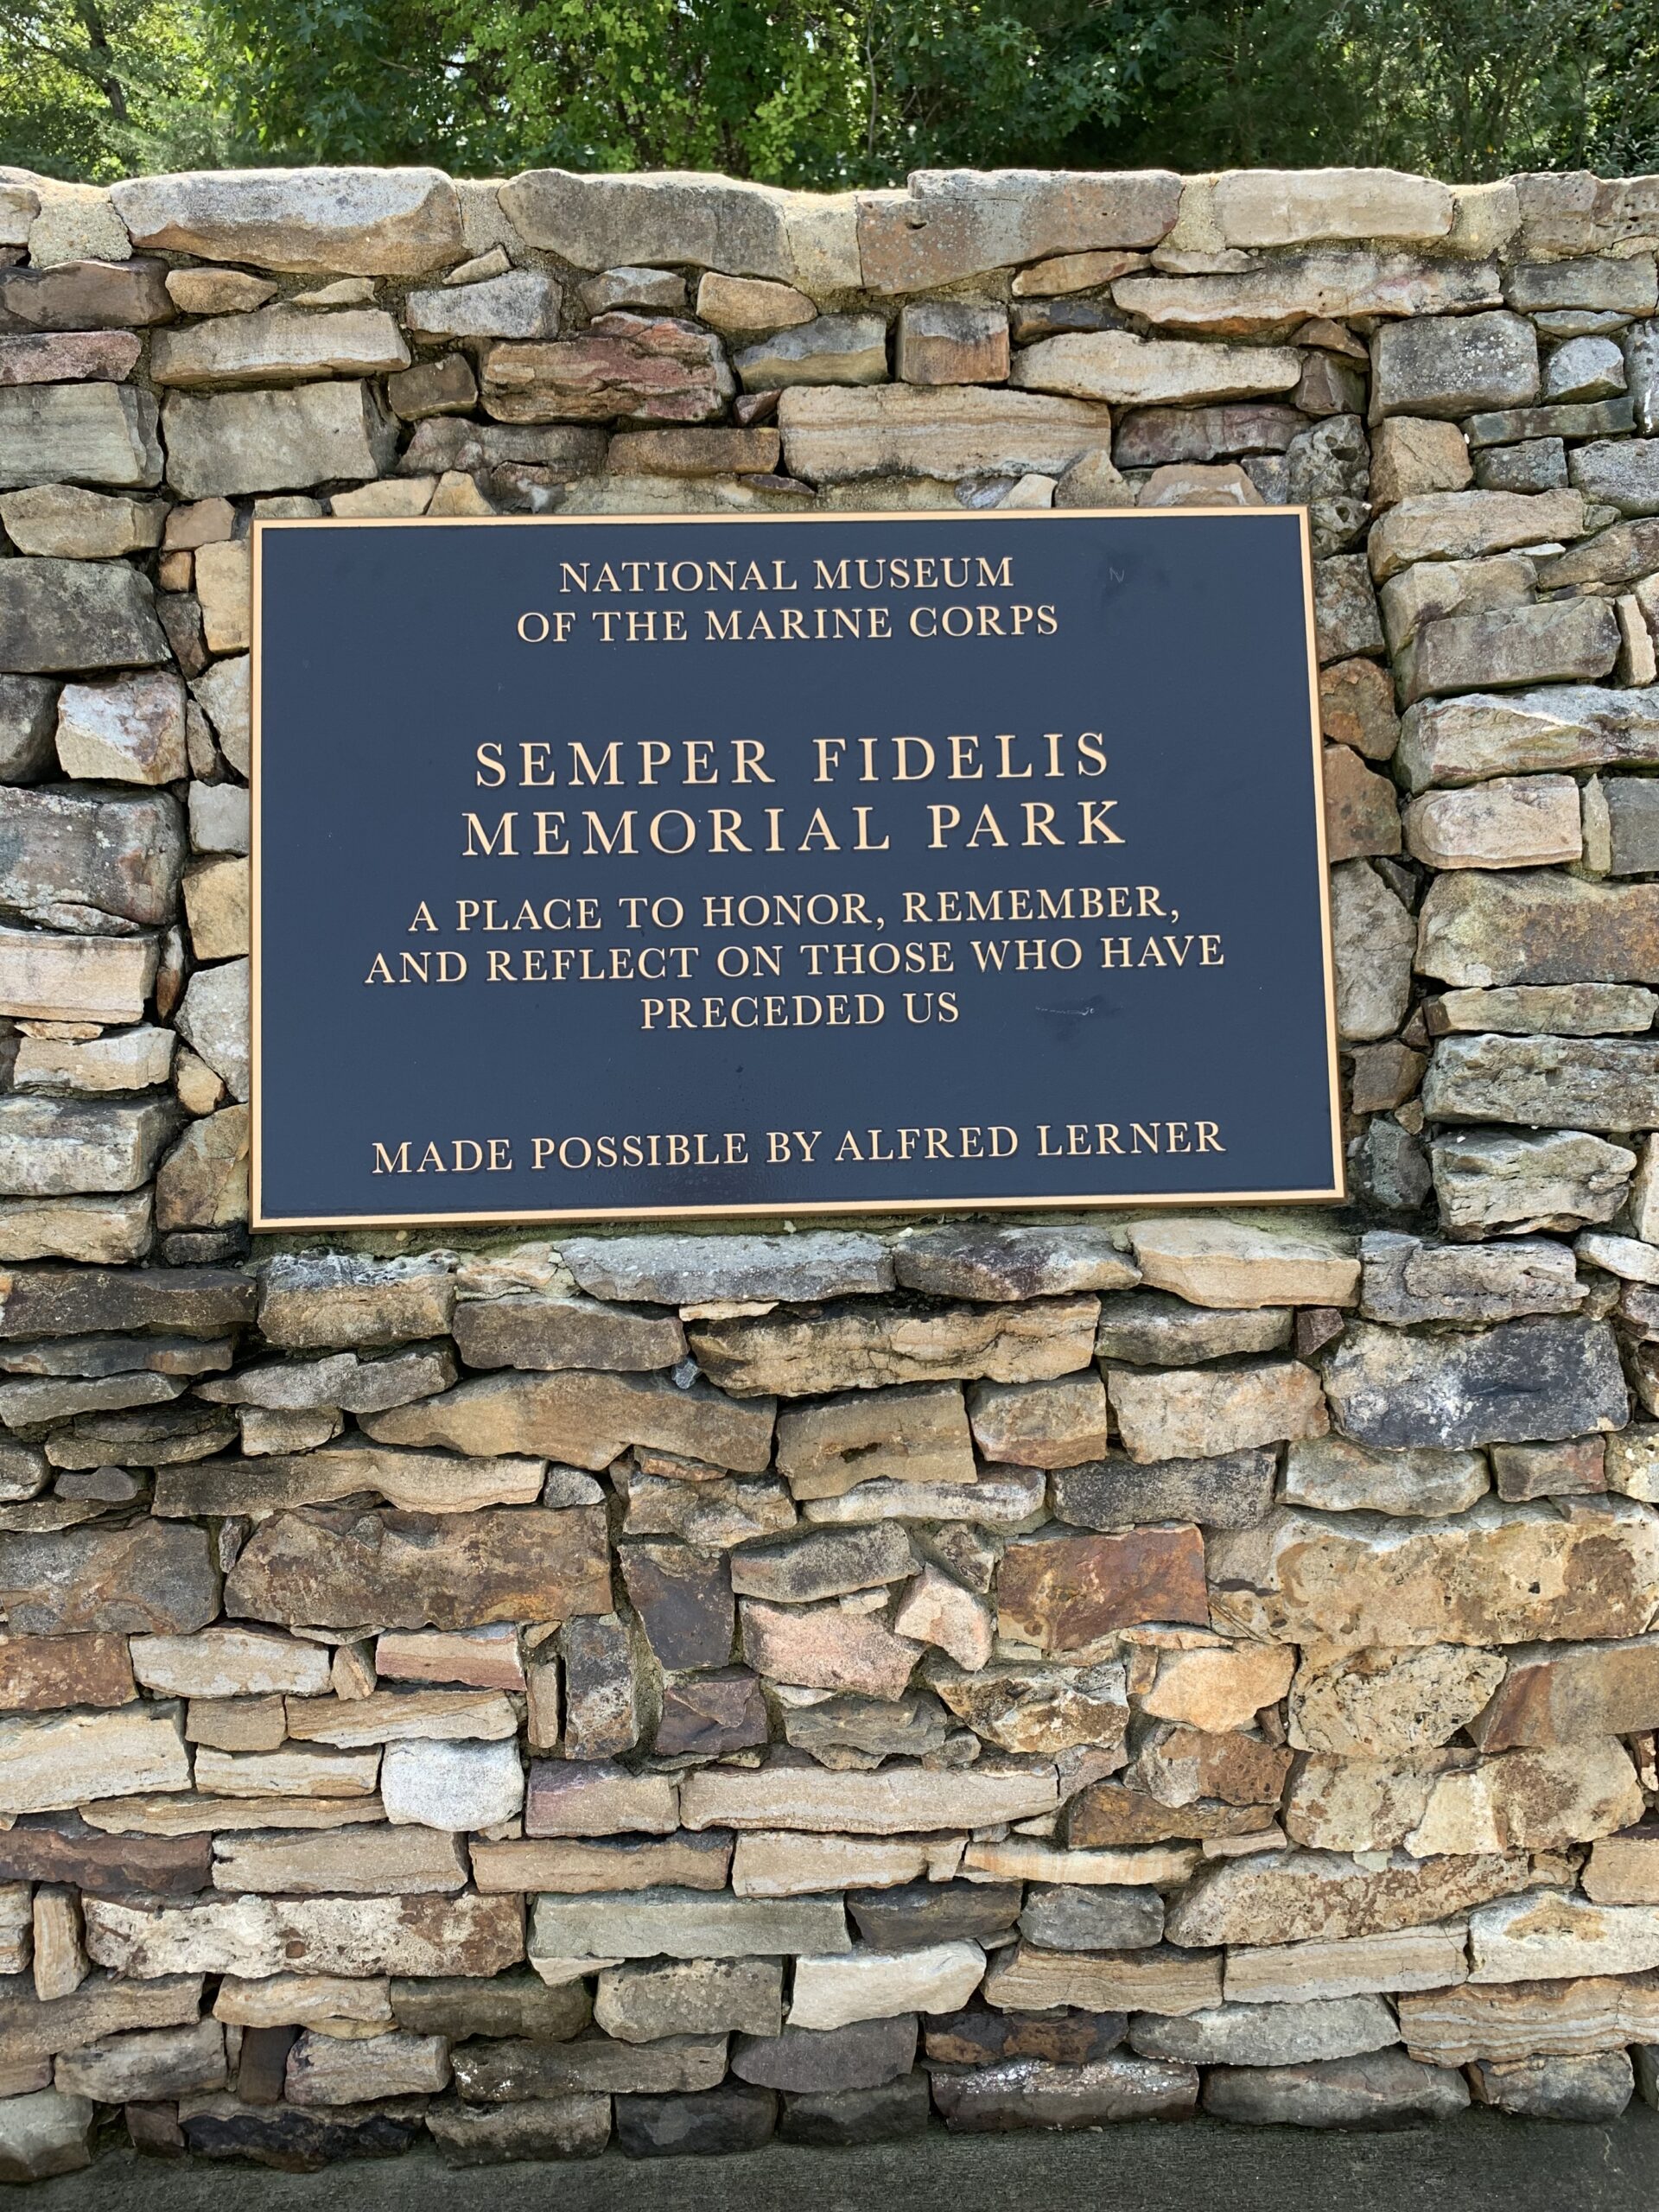 NATIONAL MUSEUM
OF THE MARINE CORPS
SEMPER FIDELIS
MEMORIAL PARK
A PLACE TO HONOR, REMEMBER,
AND REFLECT ON THOSE WHO HAVE
PRECEDED US
MADE POSSIBLE BY ALFRED LERNER